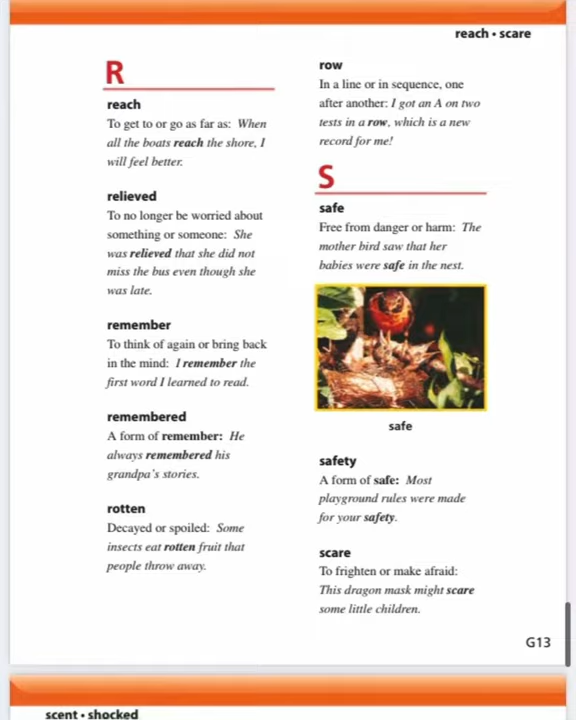 reach • scare
R
reach
To get to or go as far as: When
all the boats reach the shore, I
will feel better.
relieved
To no longer be worried about
something or someone: She
was relieved that she did not
miss the bus even though she
was late.
remember
To think of again or bring back
in the mind: I remember the
first word I learned to read.
remembered
A form of remember: He
always remembered his
grandpa's stories.
rotten
Decayed or spoiled: Some
insects eat rotten fruit that
people throw away.
row
In a line or in sequence, one
after another: I got an A on two
tests in a row, which is a new
record for me!
S
safe
Free from danger or harm: The
mother bird saw that her
babies were safe in the nest.
safe
safety
A form of safe: Most
playground rules were made
for your safety.
scare
To frighten or make afraid:
This dragon mask might scare
some little children.
G13
scent • shocked